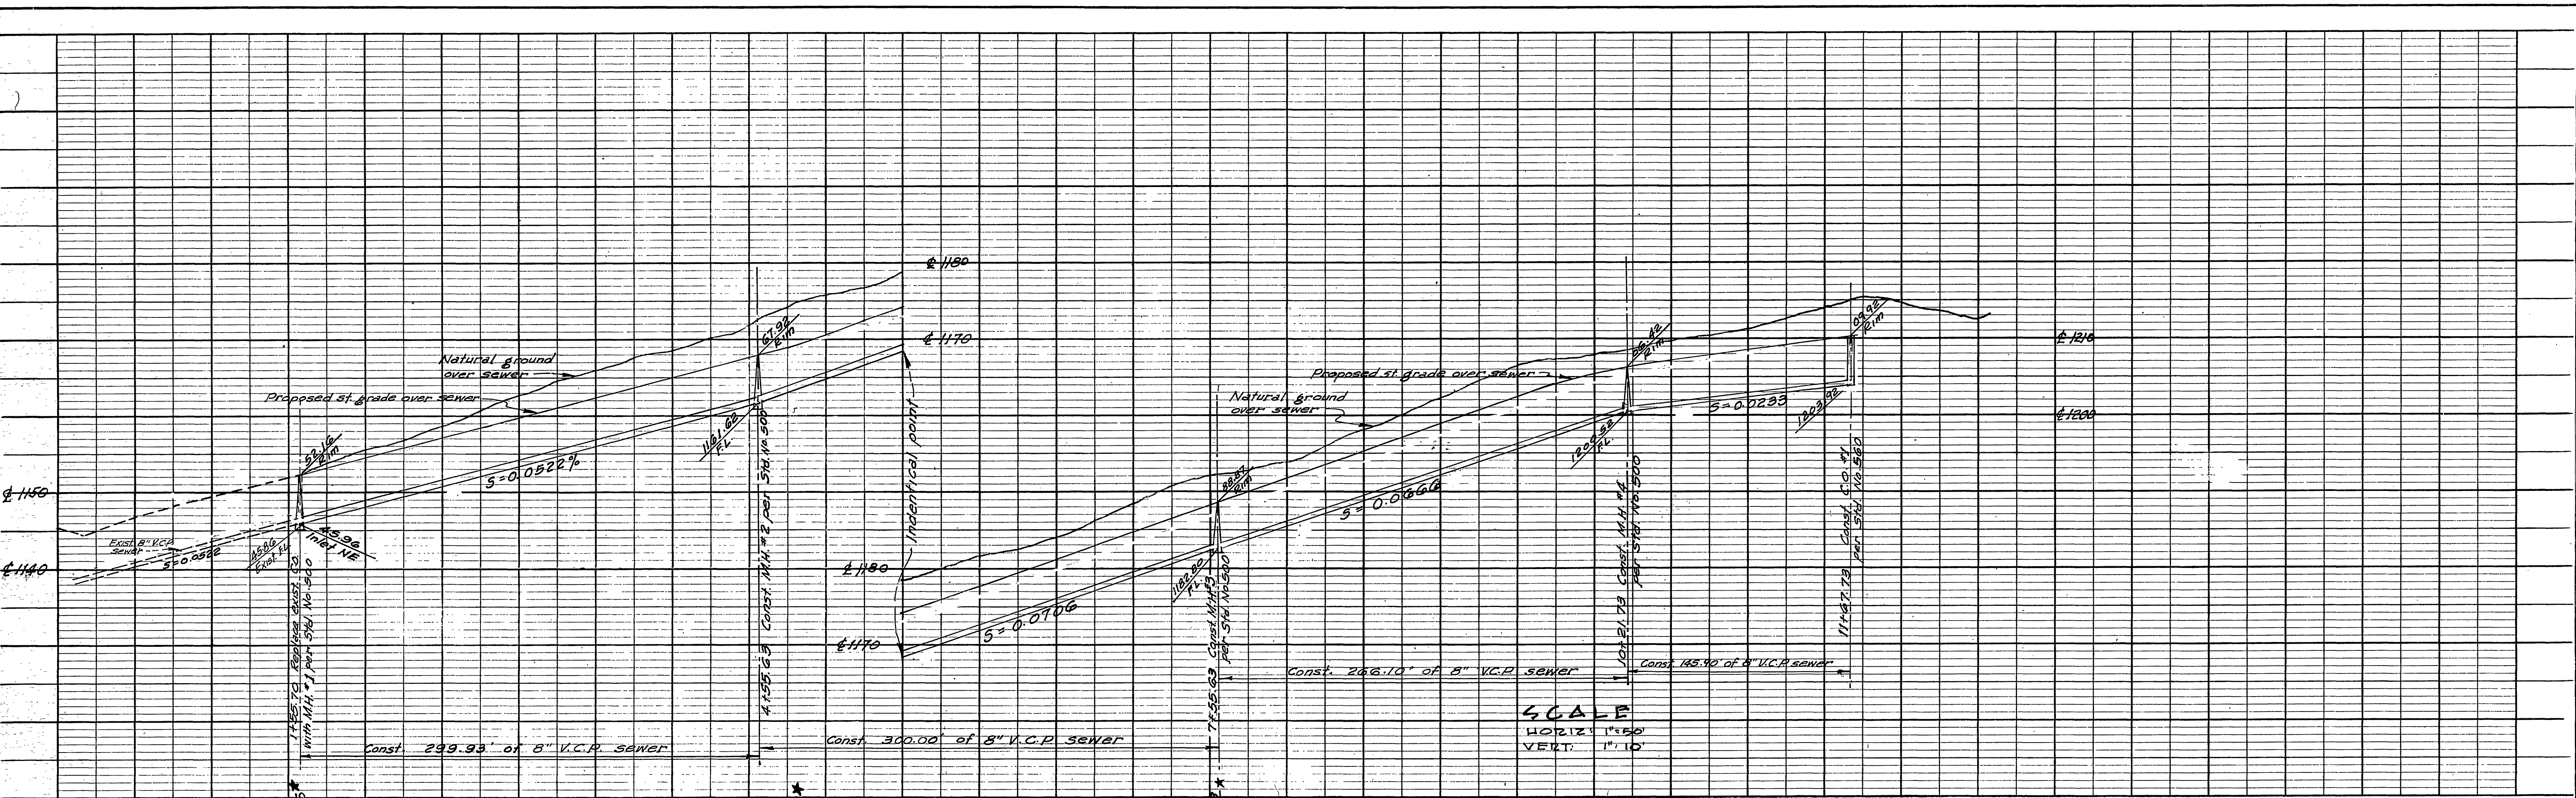 ₵ 1180
₵ 1170
67.92
Rim
Natural ground
over sewer
Proposed st. grade over sewer
52.16
Rim
₵ 1150
Exist. 8" V.C.P.
sewer
S=0.0522
45.86
Exist. F.L.
45.96
Inlet NE
₵ 1140
S=0.0522%
1161.62
F.L.
1+55.70 Replace exist. C.O.
with M.H. #1 per Std No. 500
4+55.63 Const. M.H. #2 per Std. No. 500
Indentical point
Const. 299.93' of 8" V.C.P. sewer
₵ 1180
₵ 1170
S= 0.0706
Const. 300.00' of 8" V.C.P. sewer
Natural ground
over sewer
Proposed st. grade over sewer
88.87
Rim
1182.80
F.L.
7+55.63 Const. M.H. #3
per Std. No. 500
S= 0.0666
06.42
Rim
1200.52
F.L.
10+21.73 Const. M.H. #4
per Std. No. 500
Const. 266.10' of 8" V.C.P. sewer
S=0.0233
09.92
Rim
1203.92
11+67.73 Const. C.O. #1
per Std. No. 560
Const. 145.90' of 8" V.C.P. sewer
₵ 1210
₵ 1200
SCALE
HORIZ: 1"=50'
VERT: 1": 10'